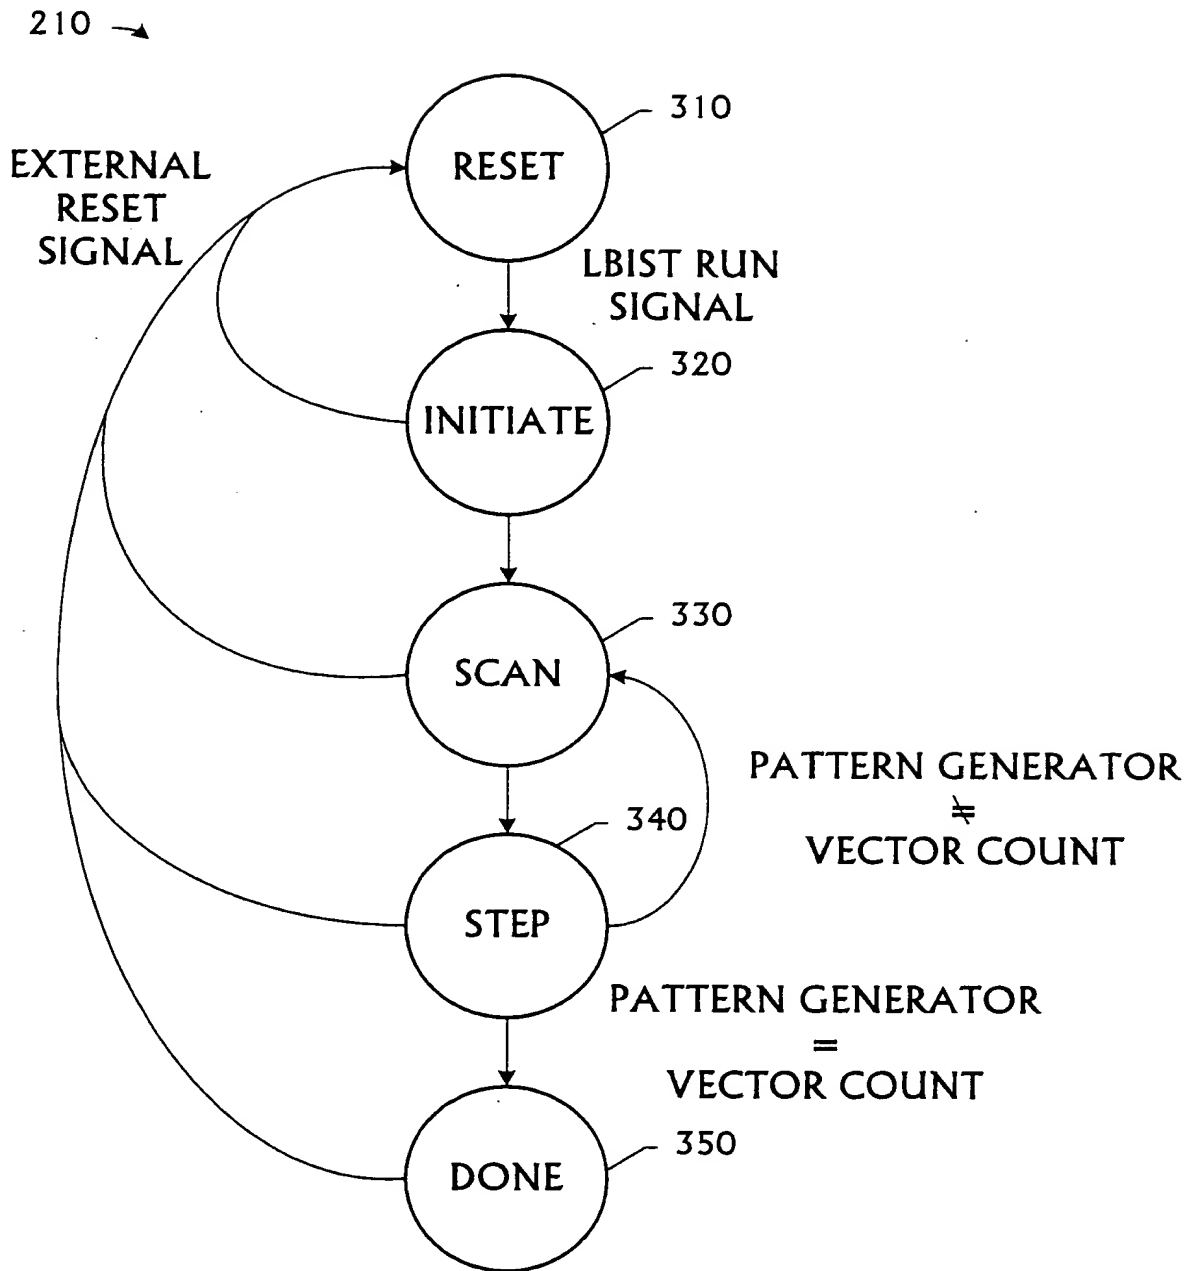 210
310
RESET
EXTERNAL
RESET
SIGNAL
LBIST RUN
SIGNAL
320
INITIATE
330
SCAN
PATTERN GENERATOR
≠
VECTOR COUNT
340
STEP
PATTERN GENERATOR
=
VECTOR COUNT
350
DONE